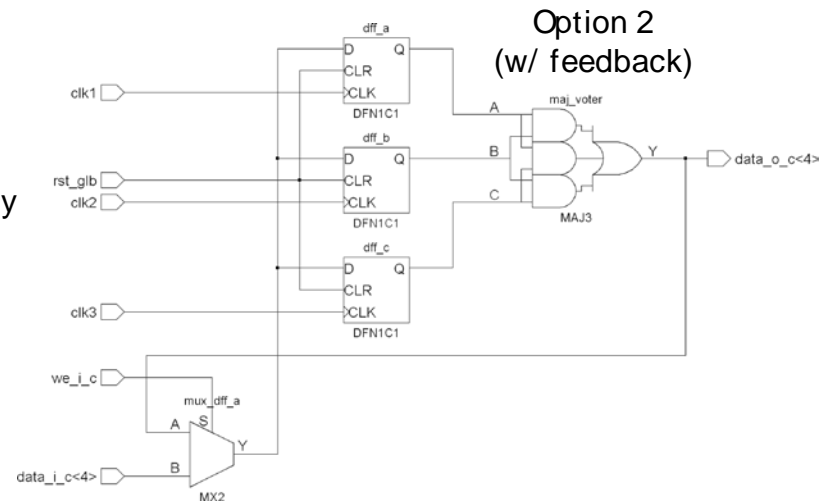 Option 2
(w/ feedback)
dff_a
D Q
CLR
CLK
DFN1C1
clk1
maj_voter
A
B
C
Y
MAJ3
data_o_c<4>
dff_b
D Q
CLR
CLK
DFN1C1
rst_glb
y
clk2
dff_c
D Q
CLR
CLK
DFN1C1
clk3
we_i_c
mux_dff_a
A S
Y
B
data_i_c<4>
MX2